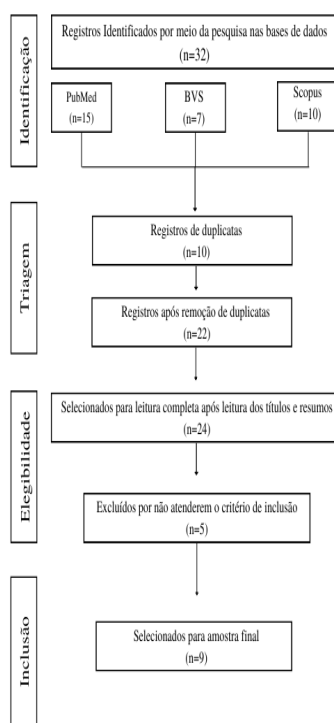 Identificação
Registros Identificados por meio da pesquisa nas bases de dados
(n=32)
PubMed
(n=15)
BVS
(n=7)
Scopus
(n=10)
Triagem
Registros de duplicatas
(n=10)
Registros após remoção de duplicatas
(n=22)
Elegibilidade
Selecionados para leitura completa após leitura dos títulos e resumos
(n=24)
Excluídos por não atenderem o critério de inclusão
(n=5)
Inclusão
Selecionados para amostra final
(n=9)